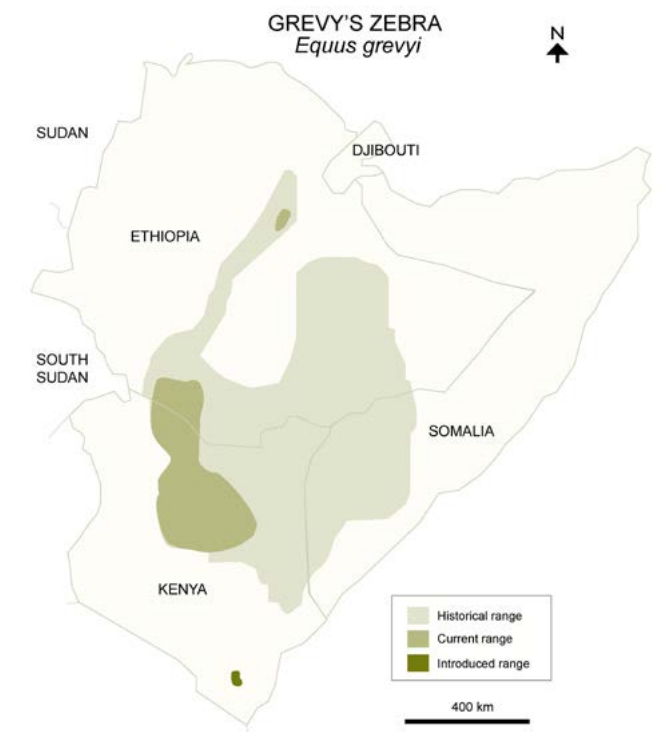 GREVY'S ZEBRA
Equus grevyi
N
SUDAN
DJIBOUTI
ETHIOPIA
SOUTH
SUDAN
SOMALIA
KENYA
Historical range
Current range
Introduced range
400 km